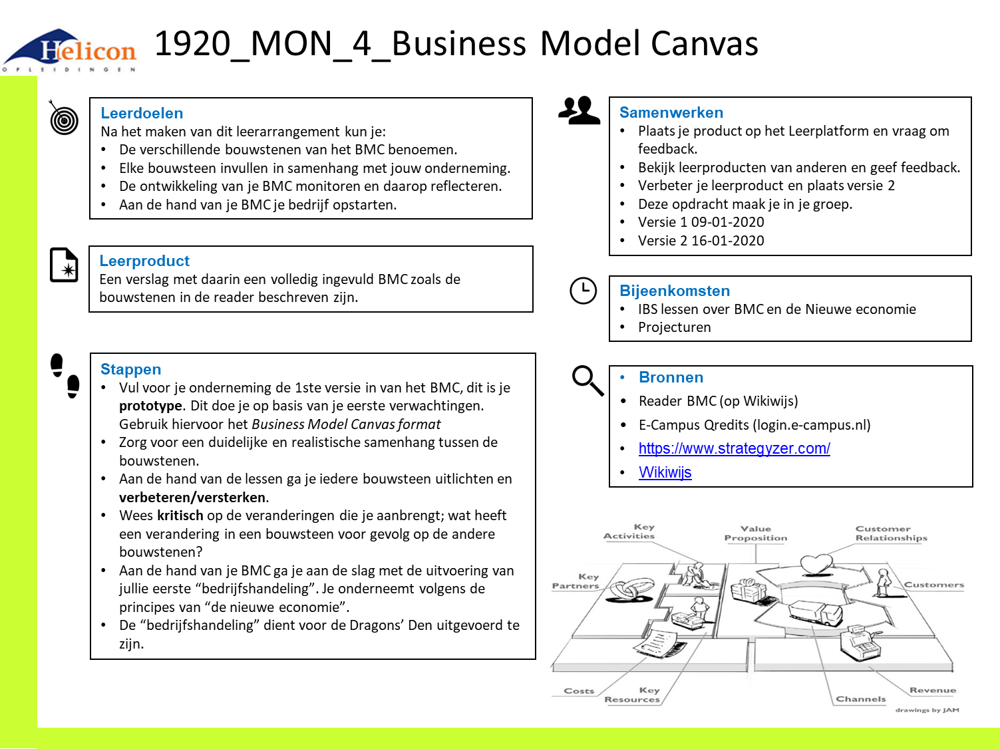 Helicon
OPLEIDINGEN
1920_MON_4_Business Model Canvas
Leerdoelen
Na het maken van dit leerarrangement kun je:
• De verschillende bouwstenen van het BMC benoemen.
• Elke bouwsteen invullen in samenhang met jouw onderneming.
• De ontwikkeling van je BMC monitoren en daarop reflecteren.
• Aan de hand van je BMC je bedrijf opstarten.
Leerproduct
Een verslag met daarin een volledig ingevuld BMC zoals de
bouwstenen in de reader beschreven zijn.
Stappen
• Vul voor je onderneming de 1ste versie in van het BMC, dit is je
prototype. Dit doe je op basis van je eerste verwachtingen.
Gebruik hiervoor het Business Model Canvas format
• Zorg voor een duidelijke en realistische samenhang tussen de
bouwstenen.
• Aan de hand van de lessen ga je iedere bouwsteen uitlichten en
verbeteren/versterken.
• Wees kritisch op de veranderingen die je aanbrengt; wat heeft
een verandering in een bouwsteen voor gevolg op de andere
bouwstenen?
• Aan de hand van je BMC ga je aan de slag met de uitvoering van
jullie eerste “bedrijfshandeling”. Je onderneemt volgens de
principes van “de nieuwe economie”.
• De “bedrijfshandeling” dient voor de Dragons’ Den uitgevoerd te
zijn.
Samenwerken
• Plaats je product op het Leerplatform en vraag om
feedback.
• Bekijk leerproducten van anderen en geef feedback.
• Verbeter je leerproduct en plaats versie 2
• Deze opdracht maak je in je groep.
• Versie 1 09-01-2020
• Versie 2 16-01-2020
Bijeenkomsten
• IBS lessen over BMC en de Nieuwe economie
• Projecturen
• Bronnen
• Reader BMC (op Wikiwijs)
• E-Campus Qredits (login.e-campus.nl)
• https://www.strategyzer.com/
• Wikiwijs
Key
Activities
Value
Proposition
Customer
Relationships
Key
Partners
Customers
Costs
Key
Resources
Channels
Revenue
drawings by JAM